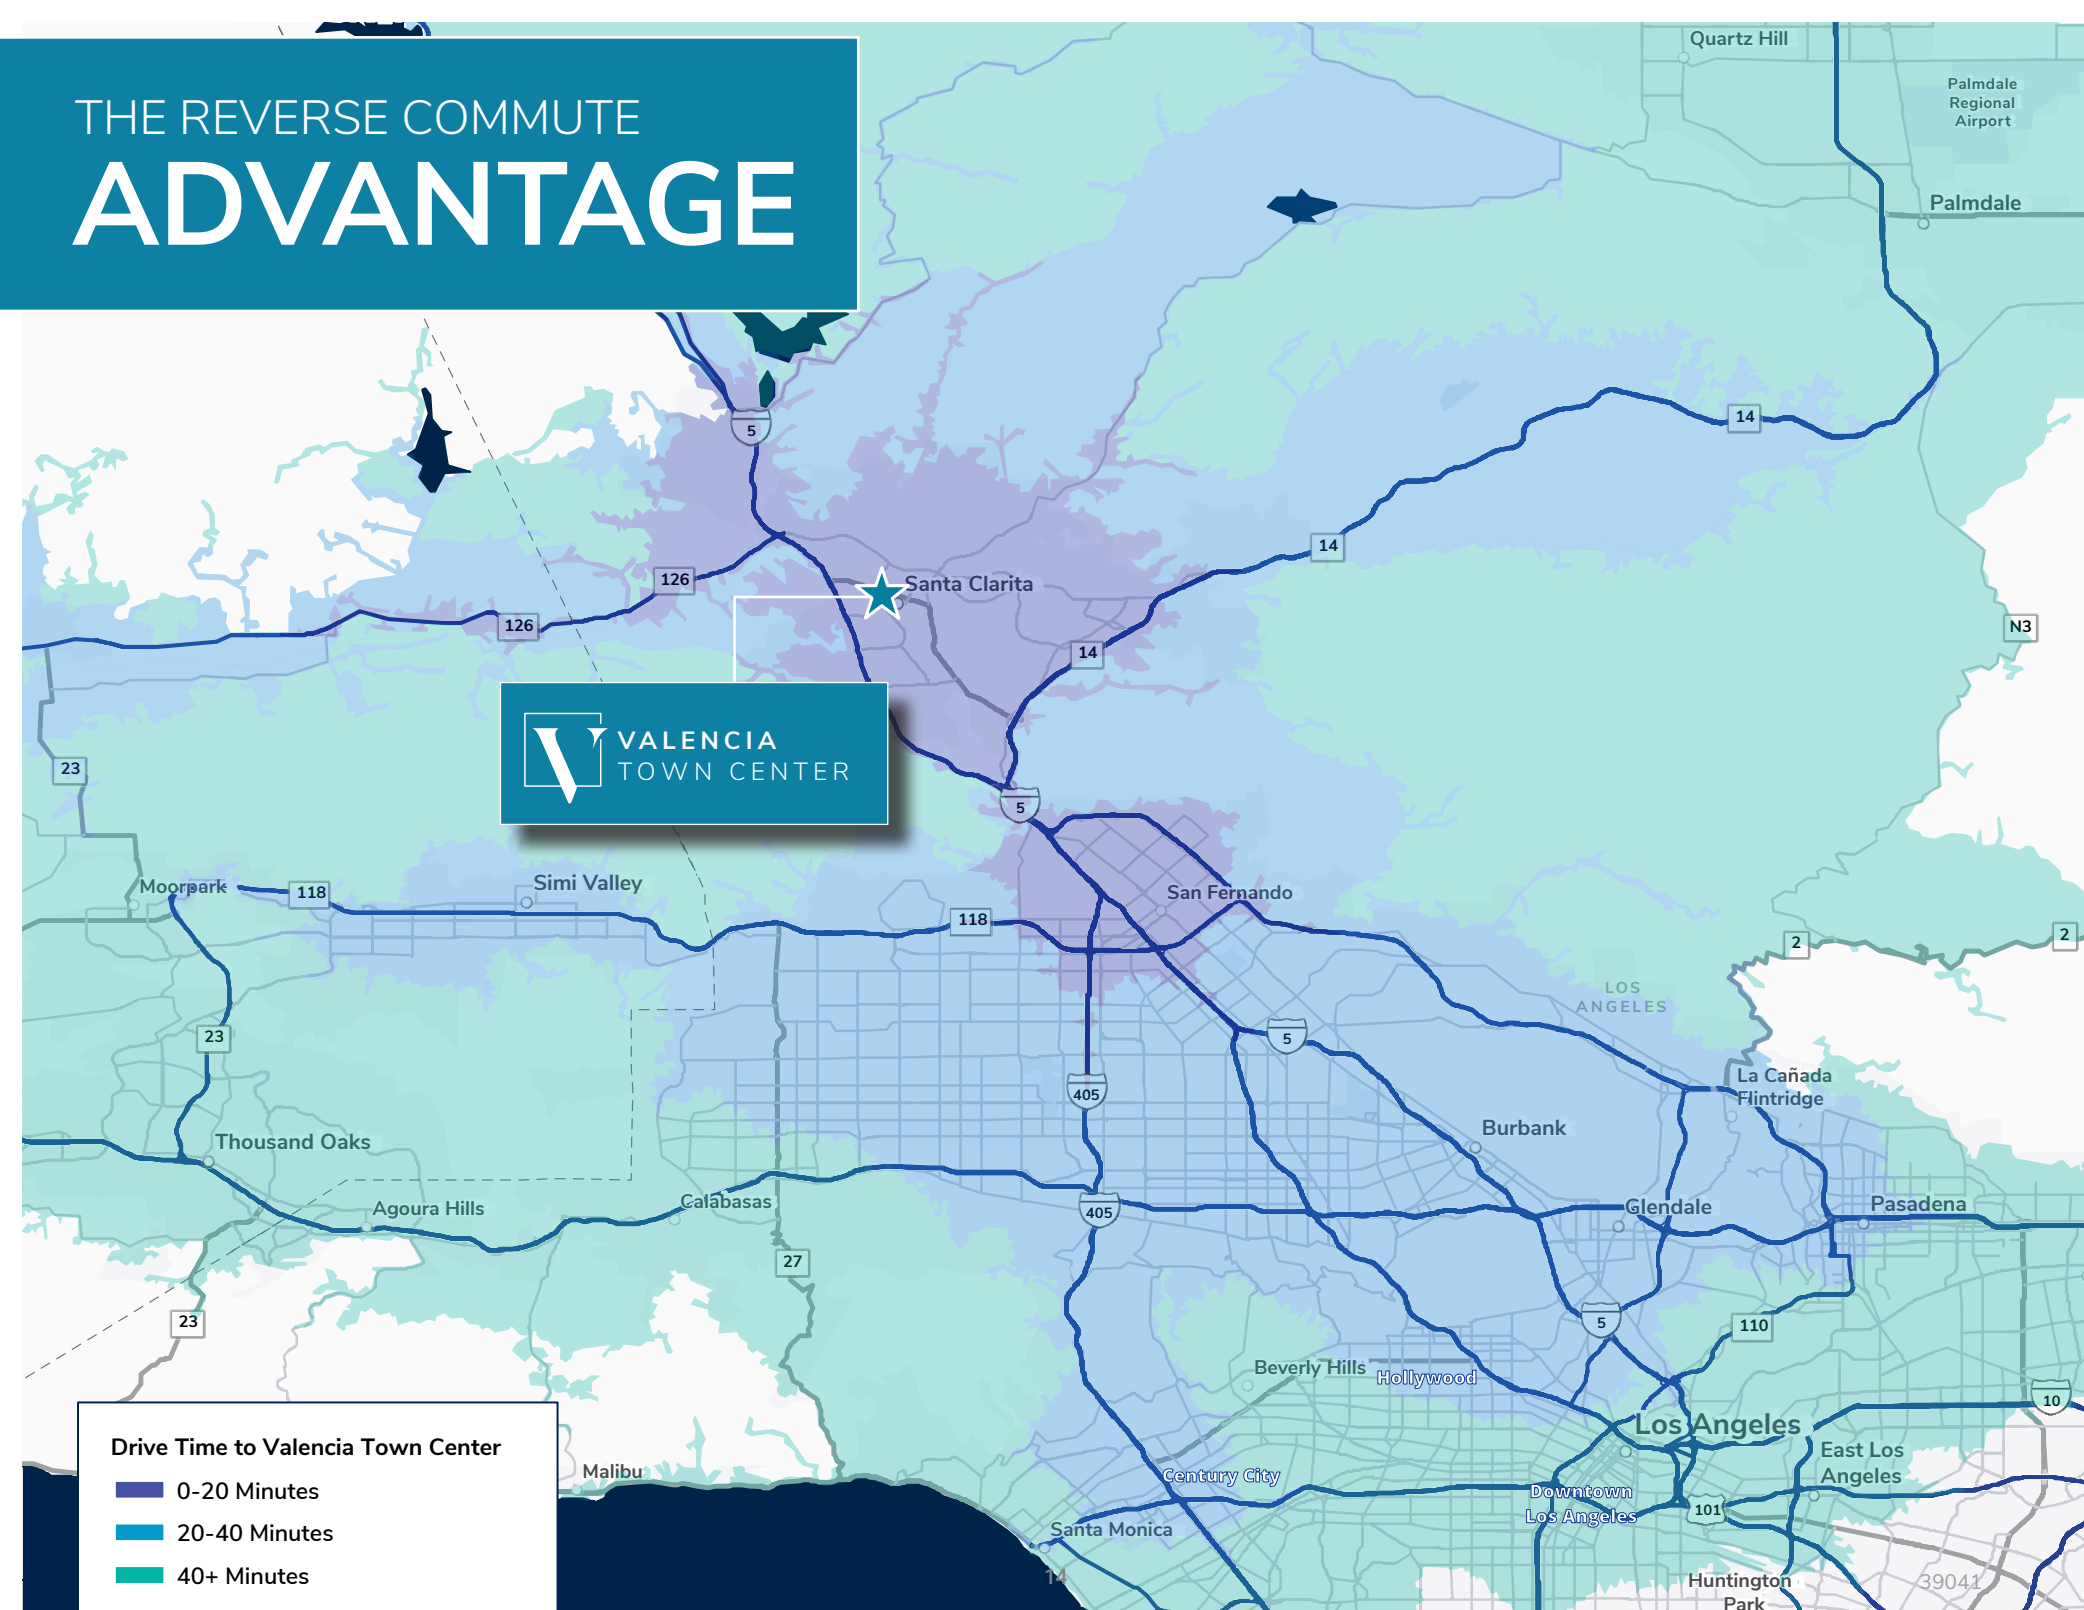 THE REVERSE COMMUTE
ADVANTAGE
Quartz Hill
Palmdale
Regional
Airport
Palmdale
5
14
14
126
Santa Clarita
126
14
N3
VALENCIA
TOWN CENTER
23
5
Moorpark
118
Simi Valley
118
San Fernando
2
2
LOS
ANGELES
23
5
405
La Cañada
Flintridge
Burbank
Thousand Oaks
Agoura Hills
Calabasas
405
Glendale
Pasadena
27
23
5
110
Beverly Hills
Hollywood
10
Los Angeles
East Los
Angeles
Drive Time to Valencia Town Center
0-20 Minutes
20-40 Minutes
40+ Minutes
Malibu
Century City
Downtown
Los Angeles
101
Santa Monica
14
Huntington
Park
39041